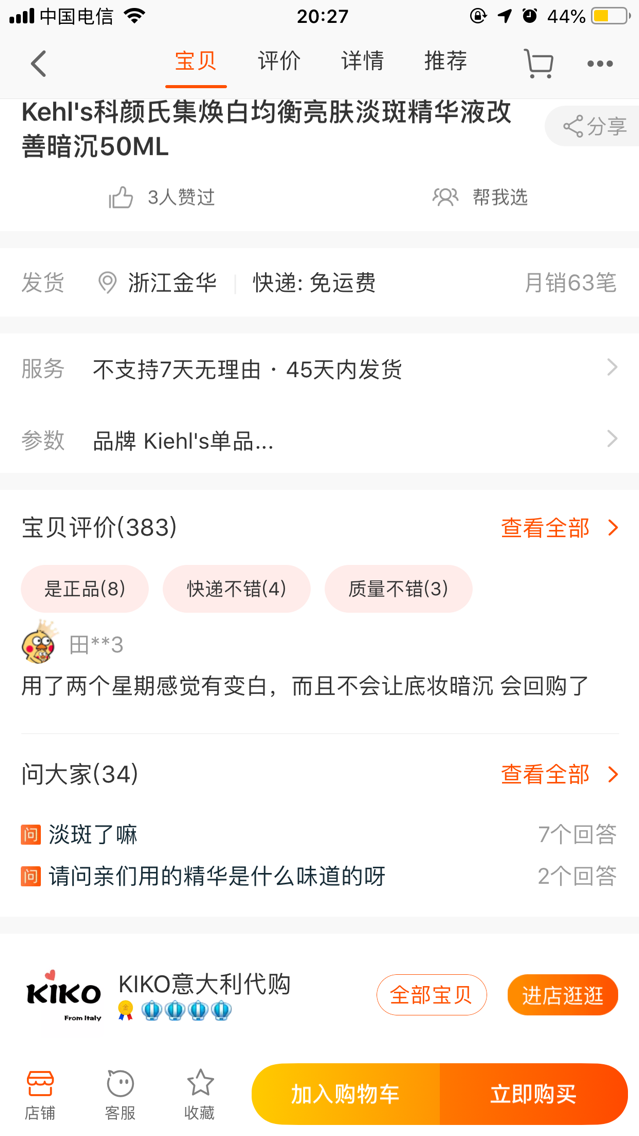 中国电信
20:27
44%
宝贝
评价
详情
推荐
Kehl's科颜氏集焕白均衡亮肤淡斑精华液改
善暗沉50ML
分享
3人赞过
帮我选
发货
浙江金华
快递: 免运费
月销63笔
服务
不支持7天无理由 · 45天内发货
参数
品牌 Kiehl's单品...
宝贝评价(383)
查看全部
是正品(8)
快递不错(4)
质量不错(3)
田**3
用了两个星期感觉有变白，而且不会让底妆暗沉 会回购了
问大家(34)
查看全部
问 淡斑了嘛
7个回答
问 请问亲们用的精华是什么味道的呀
2个回答
KIKO
From Italy
KIKO意大利代购
全部宝贝
进店逛逛
店铺
客服
收藏
加入购物车
立即购买